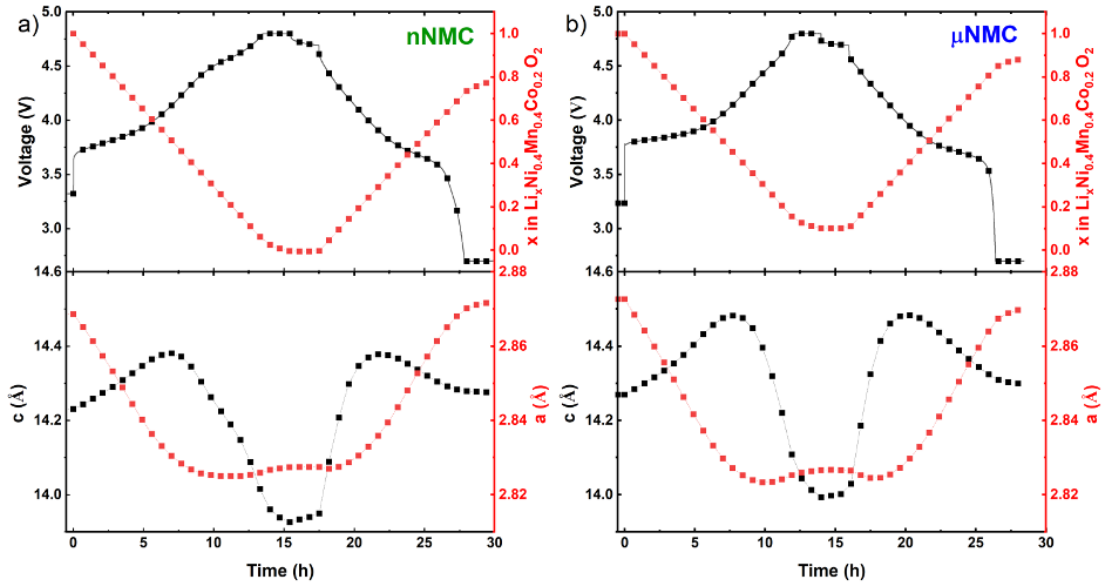 a)
nNMC
5.0
4.5
4.0
3.5
3.0
Voltage (V)
1.0
0.8
0.6
0.4
0.2
0.0
x in LiₓNi₀.₄Mn₀.₄Co₀.₂O₂
14.6
14.4
14.2
14.0
c (Å)
2.88
2.86
2.84
2.82
a (Å)
0 5 10 15 20 25 30
Time (h)
b)
μNMC
5.0
4.5
4.0
3.5
3.0
Voltage (V)
1.0
0.8
0.6
0.4
0.2
0.0
x in LiₓNi₀.₄Mn₀.₄Co₀.₂O₂
14.6
14.4
14.2
14.0
c (Å)
2.88
2.86
2.84
2.82
a (Å)
0 5 10 15 20 25 30
Time (h)